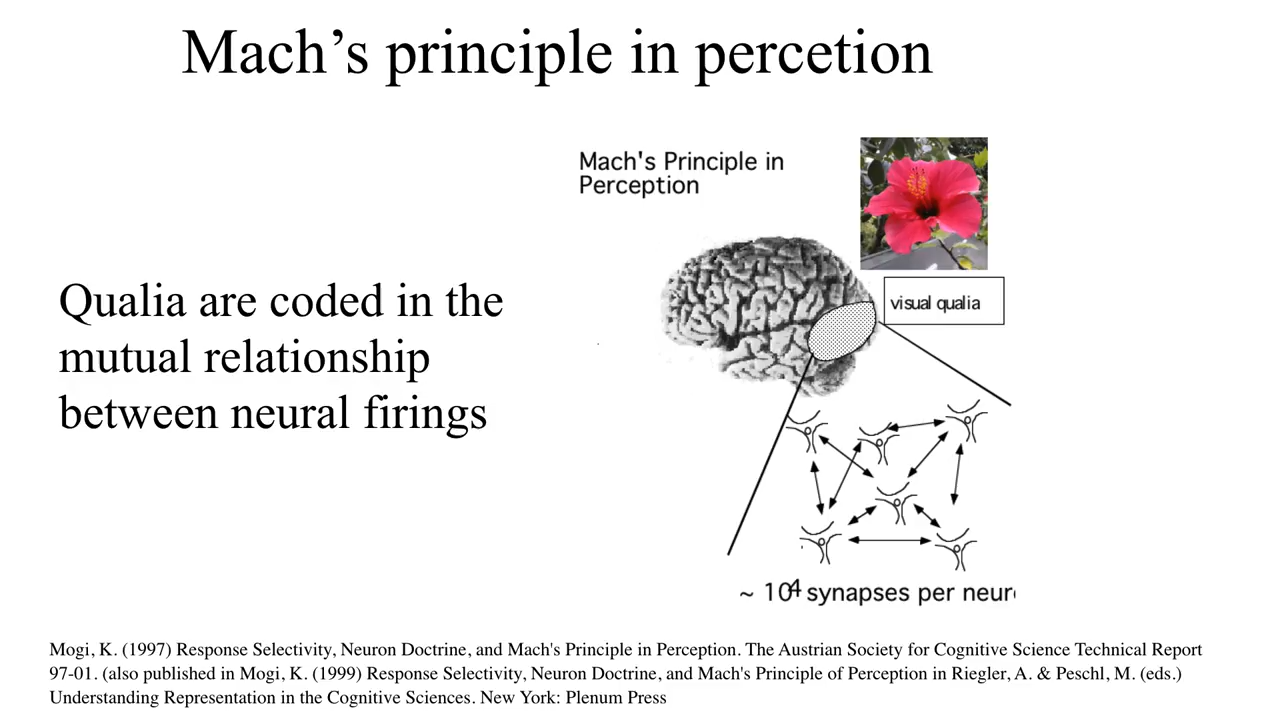 Mach’s principle in percetion
Mach's Principle in
Perception
Qualia are coded in the
mutual relationship
between neural firings
visual qualia
~ 10⁴ synapses per neur
Mogi, K. (1997) Response Selectivity, Neuron Doctrine, and Mach's Principle in Perception. The Austrian Society for Cognitive Science Technical Report
97-01. (also published in Mogi, K. (1999) Response Selectivity, Neuron Doctrine, and Mach's Principle of Perception in Riegler, A. & Peschl, M. (eds.)
Understanding Representation in the Cognitive Sciences. New York: Plenum Press